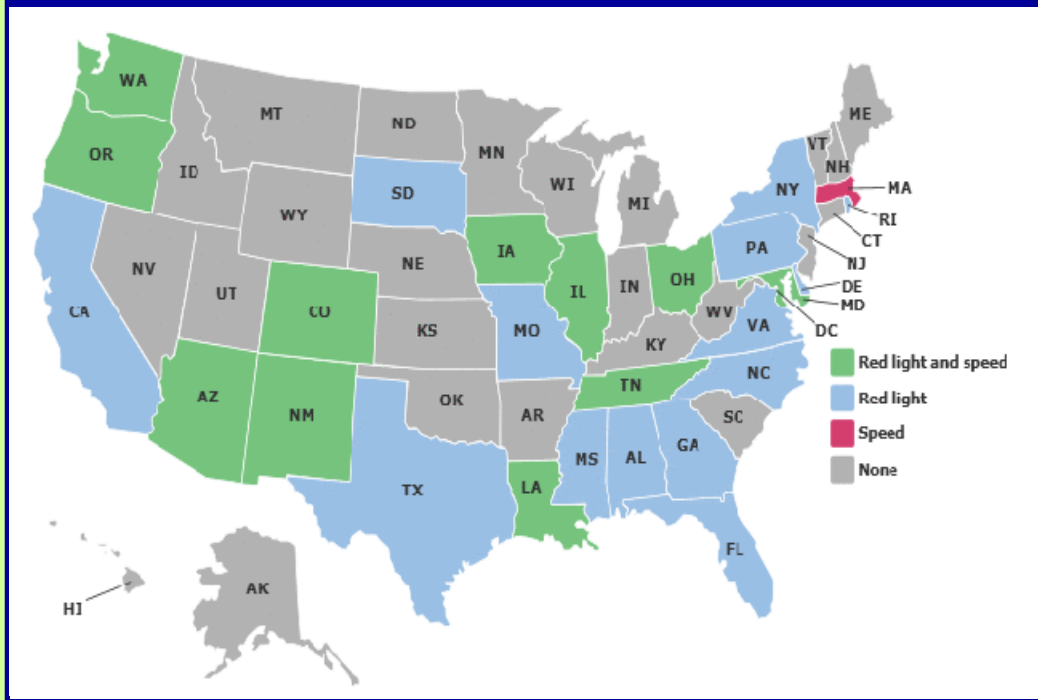 WA
MT
ND
MN
ME
VT
NH
OR
ID
SD
WI
MI
NY
MA
RI
CT
WY
IA
PA
NJ
NV
NE
OH
DE
MD
UT
IL
IN
WV
DC
CA
CO
KS
MO
VA
KY
Red light and speed
NC
TN
Red light
AZ
OK
NM
AR
SC
Speed
MS
AL
GA
None
TX
LA
FL
AK
HI